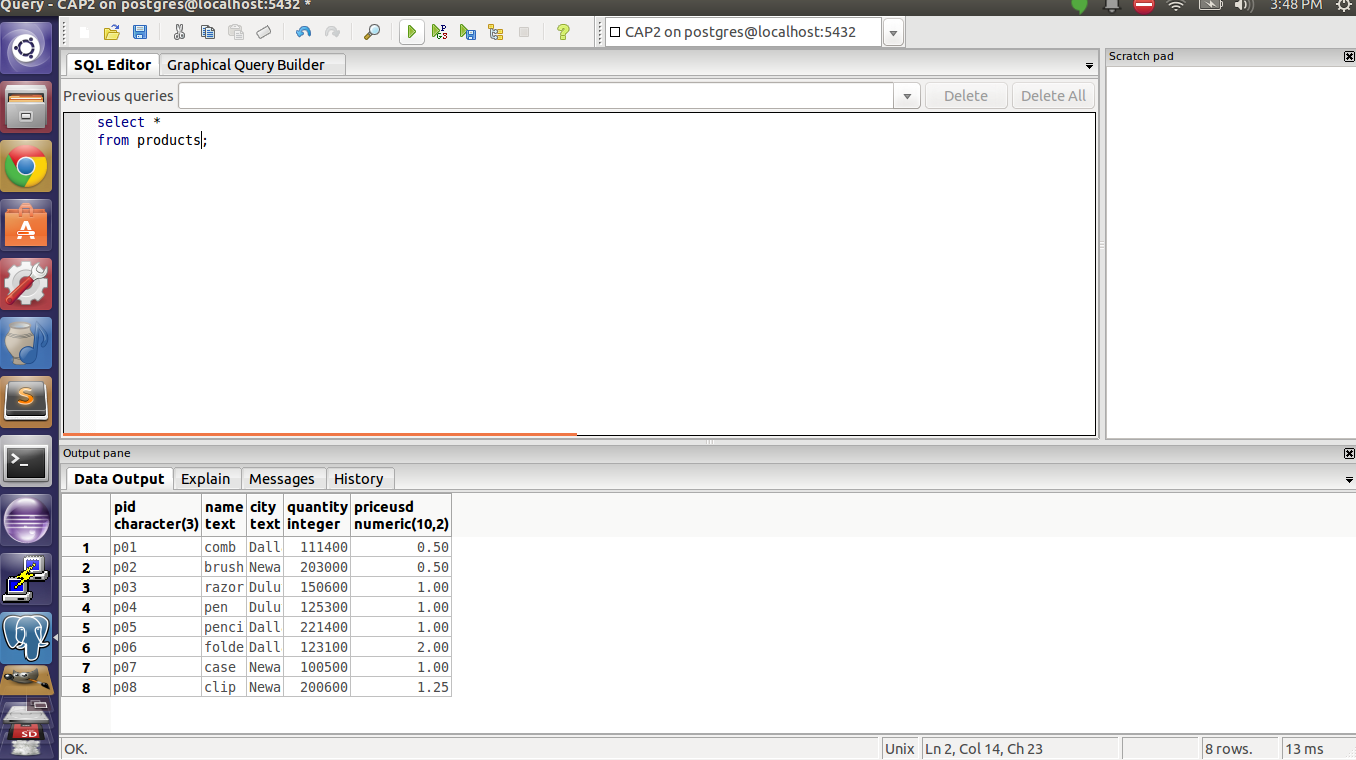 Query - CAP2 on postgres@localhost:5432 *
3:48 PM
CAP2 on postgres@localhost:5432
SQL Editor Graphical Query Builder
Scratch pad
Previous queries Delete Delete All
select *
from products;
Output pane
Data Output Explain Messages History
pid name city quantity priceusd
character(3) text text integer numeric(10,2)
1 p01 comb Dall 111400 0.50
2 p02 brush Newa 203000 0.50
3 p03 razor Dulu 150600 1.00
4 p04 pen Dulu 125300 1.00
5 p05 penci Dall 221400 1.00
6 p06 folde Dall 123100 2.00
7 p07 case Newa 100500 1.00
8 p08 clip Newa 200600 1.25
SD
OK. Unix Ln 2, Col 14, Ch 23 8 rows. 13 ms